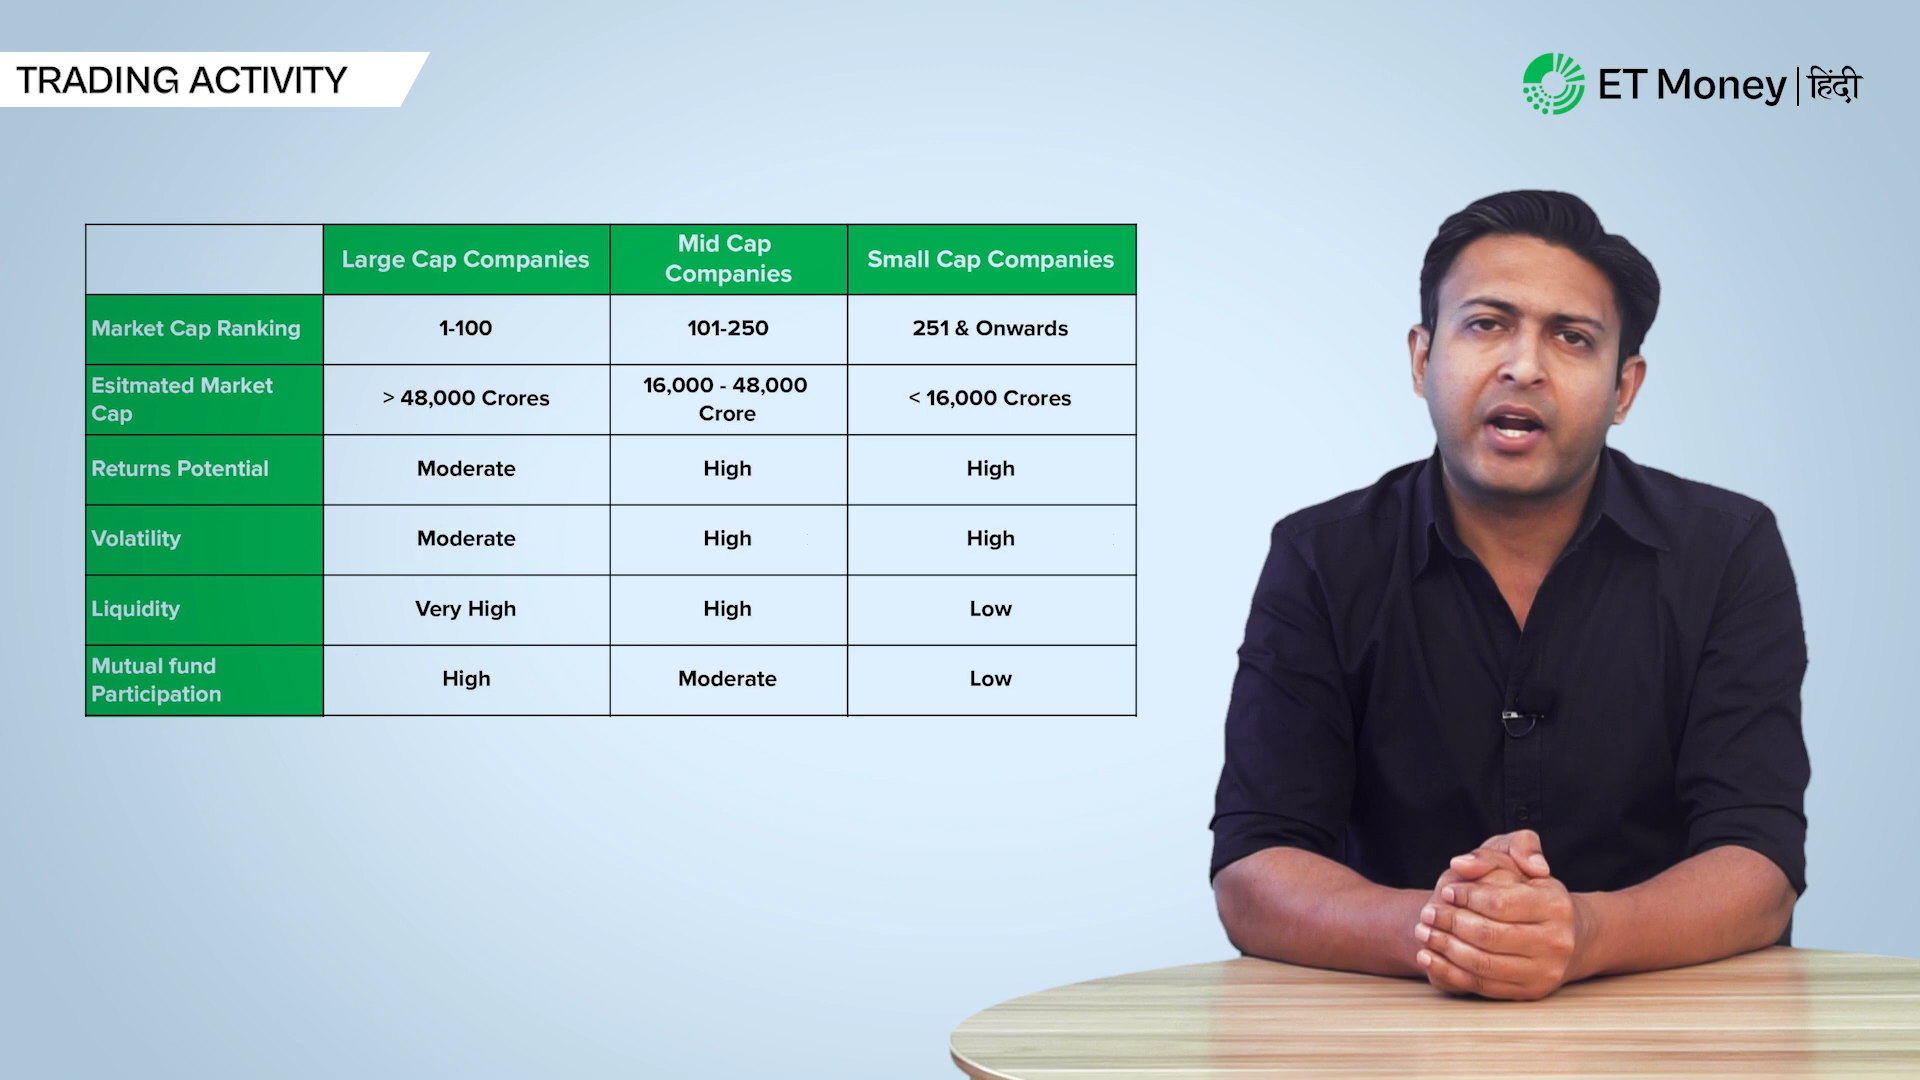 TRADING ACTIVITY
ET Money | हिंदी
Large Cap Companies
Mid Cap
Companies
Small Cap Companies
Market Cap Ranking
1-100
101-250
251 & Onwards
Esitmated Market
Cap
> 48,000 Crores
16,000 - 48,000
Crore
< 16,000 Crores
Returns Potential
Moderate
High
High
Volatility
Moderate
High
High
Liquidity
Very High
High
Low
Mutual fund
Participation
High
Moderate
Low